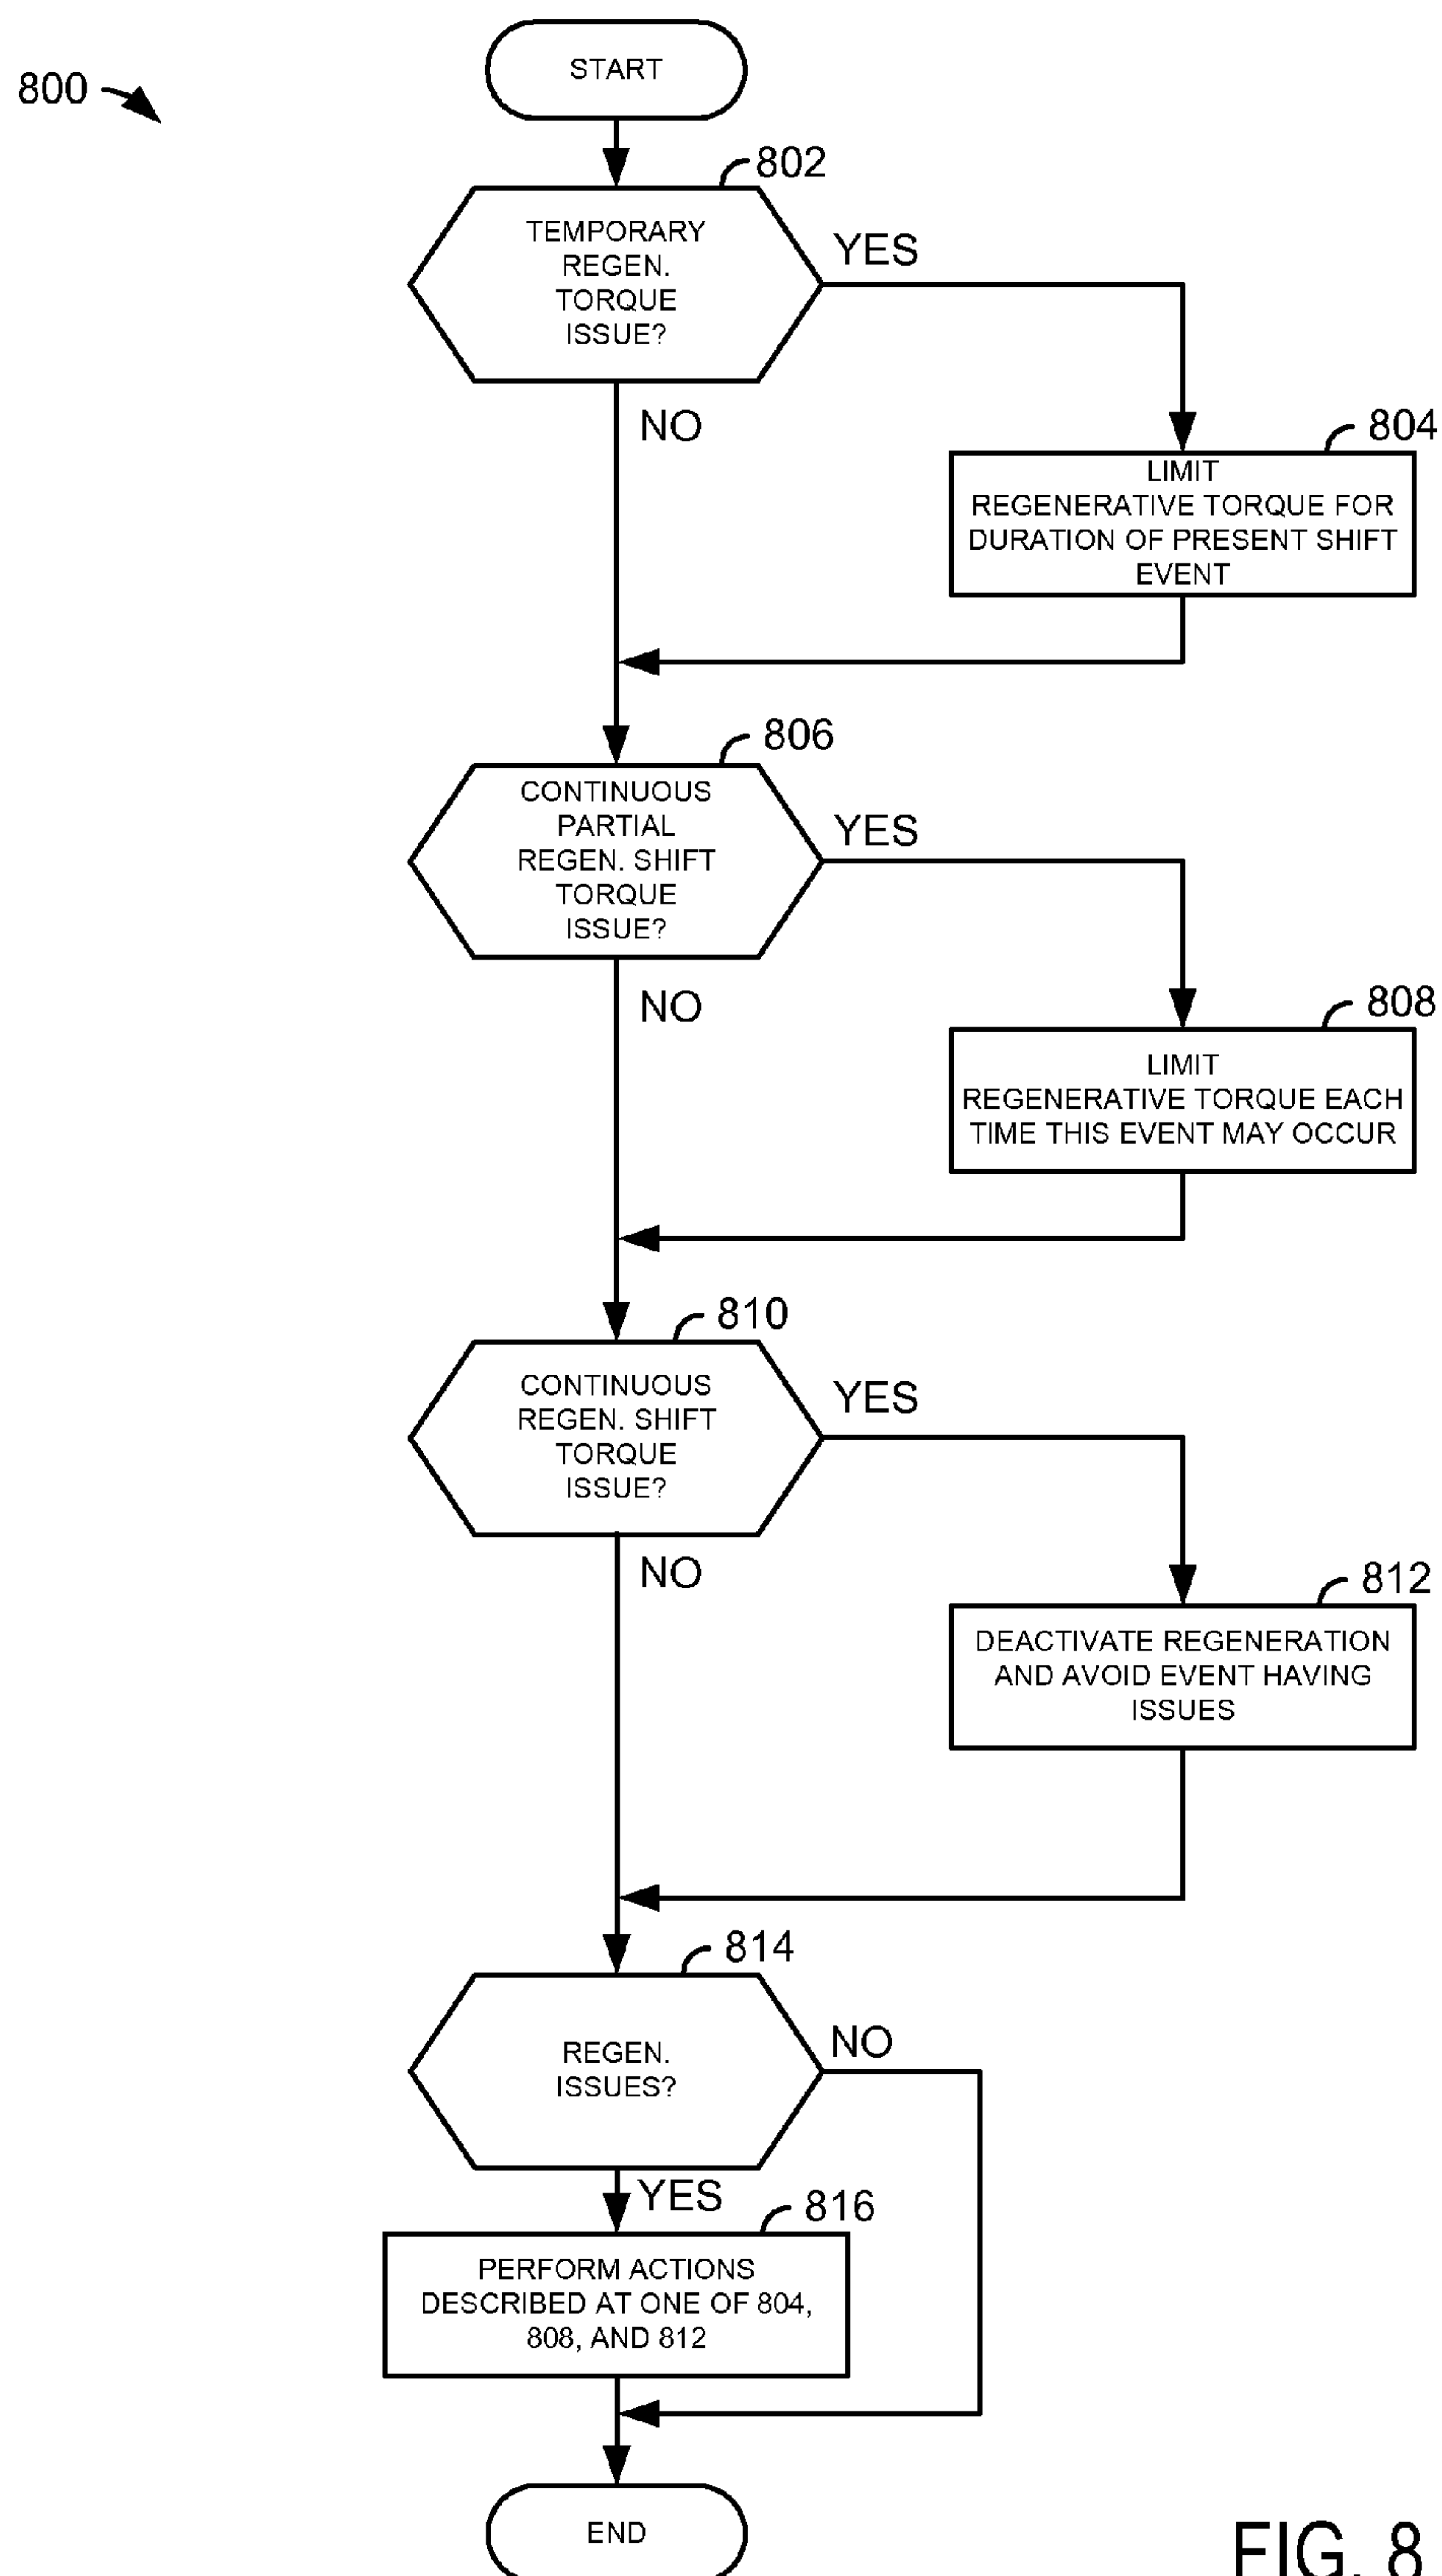 800
START
802
TEMPORARY
REGEN.
TORQUE
ISSUE?
YES
NO
804
LIMIT
REGENERATIVE TORQUE FOR
DURATION OF PRESENT SHIFT
EVENT
806
CONTINUOUS
PARTIAL
REGEN. SHIFT
TORQUE
ISSUE?
YES
NO
808
LIMIT
REGENERATIVE TORQUE EACH
TIME THIS EVENT MAY OCCUR
810
CONTINUOUS
REGEN. SHIFT
TORQUE
ISSUE?
YES
NO
812
DEACTIVATE REGENERATION
AND AVOID EVENT HAVING
ISSUES
814
REGEN.
ISSUES?
NO
YES
816
PERFORM ACTIONS
DESCRIBED AT ONE OF 804,
808, AND 812
END
FIG. 8